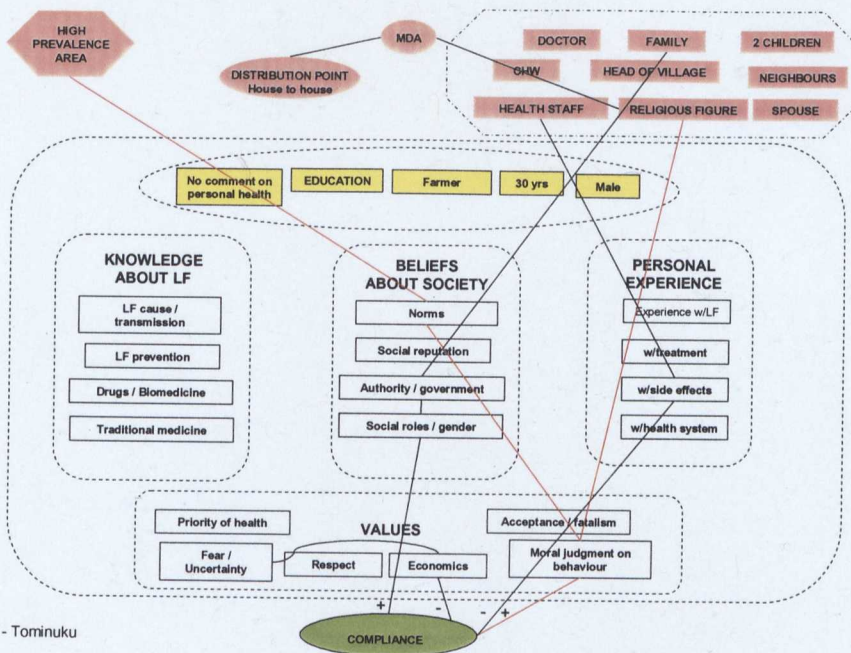 HIGH
PREVALENCE
AREA
MDA
DISTRIBUTION POINT
House to house
DOCTOR
FAMILY
2 CHILDREN
CHW
HEAD OF VILLAGE
NEIGHBOURS
HEALTH STAFF
RELIGIOUS FIGURE
SPOUSE
No comment on
personal health
EDUCATION
Farmer
30 yrs
Male
KNOWLEDGE
ABOUT LF
LF cause /
transmission
LF prevention
Drugs / Biomedicine
Traditional medicine
BELIEFS
ABOUT SOCIETY
Norms
Social reputation
Authority / government
Social roles / gender
PERSONAL
EXPERIENCE
Experience w/LF
w/treatment
w/side effects
w/health system
Priority of health
VALUES
Acceptance / fatalism
Fear /
Uncertainty
Respect
Economics
Moral judgment on
behaviour
+ - - +
COMPLIANCE
- Tominuku